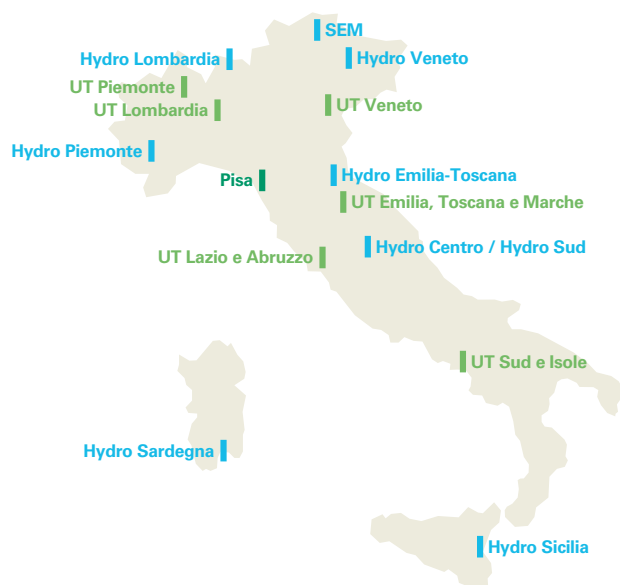 SEM
Hydro Lombardia
Hydro Veneto
UT Piemonte
UT Lombardia
UT Veneto
Hydro Piemonte
Pisa
Hydro Emilia-Toscana
UT Emilia, Toscana e Marche
Hydro Centro / Hydro Sud
UT Lazio e Abruzzo
UT Sud e Isole
Hydro Sardegna
Hydro Sicilia